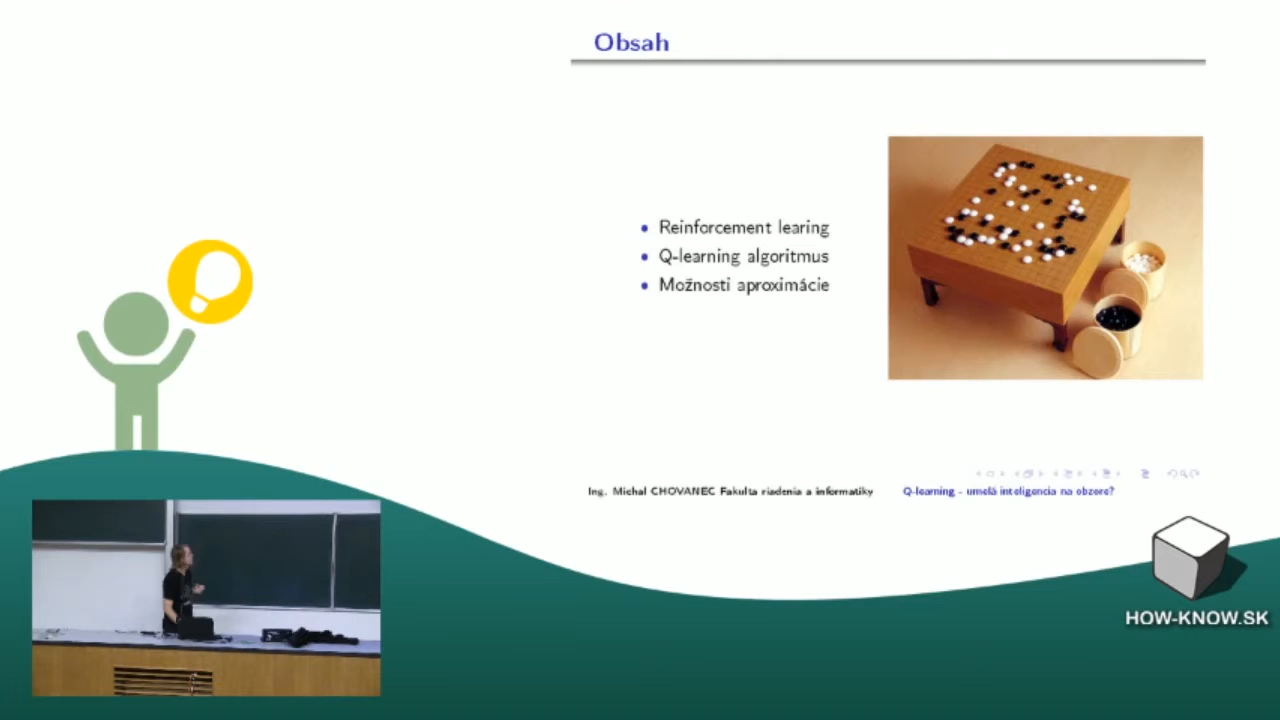 Obsah
Reinforcement learing
Q-learning algoritmus
Možnosti aproximácie
Ing. Michal CHOVANEC Fakulta riadenia a informatiky
Q-learning - umelá inteligencia na obzore?
HOW-KNOW.SK